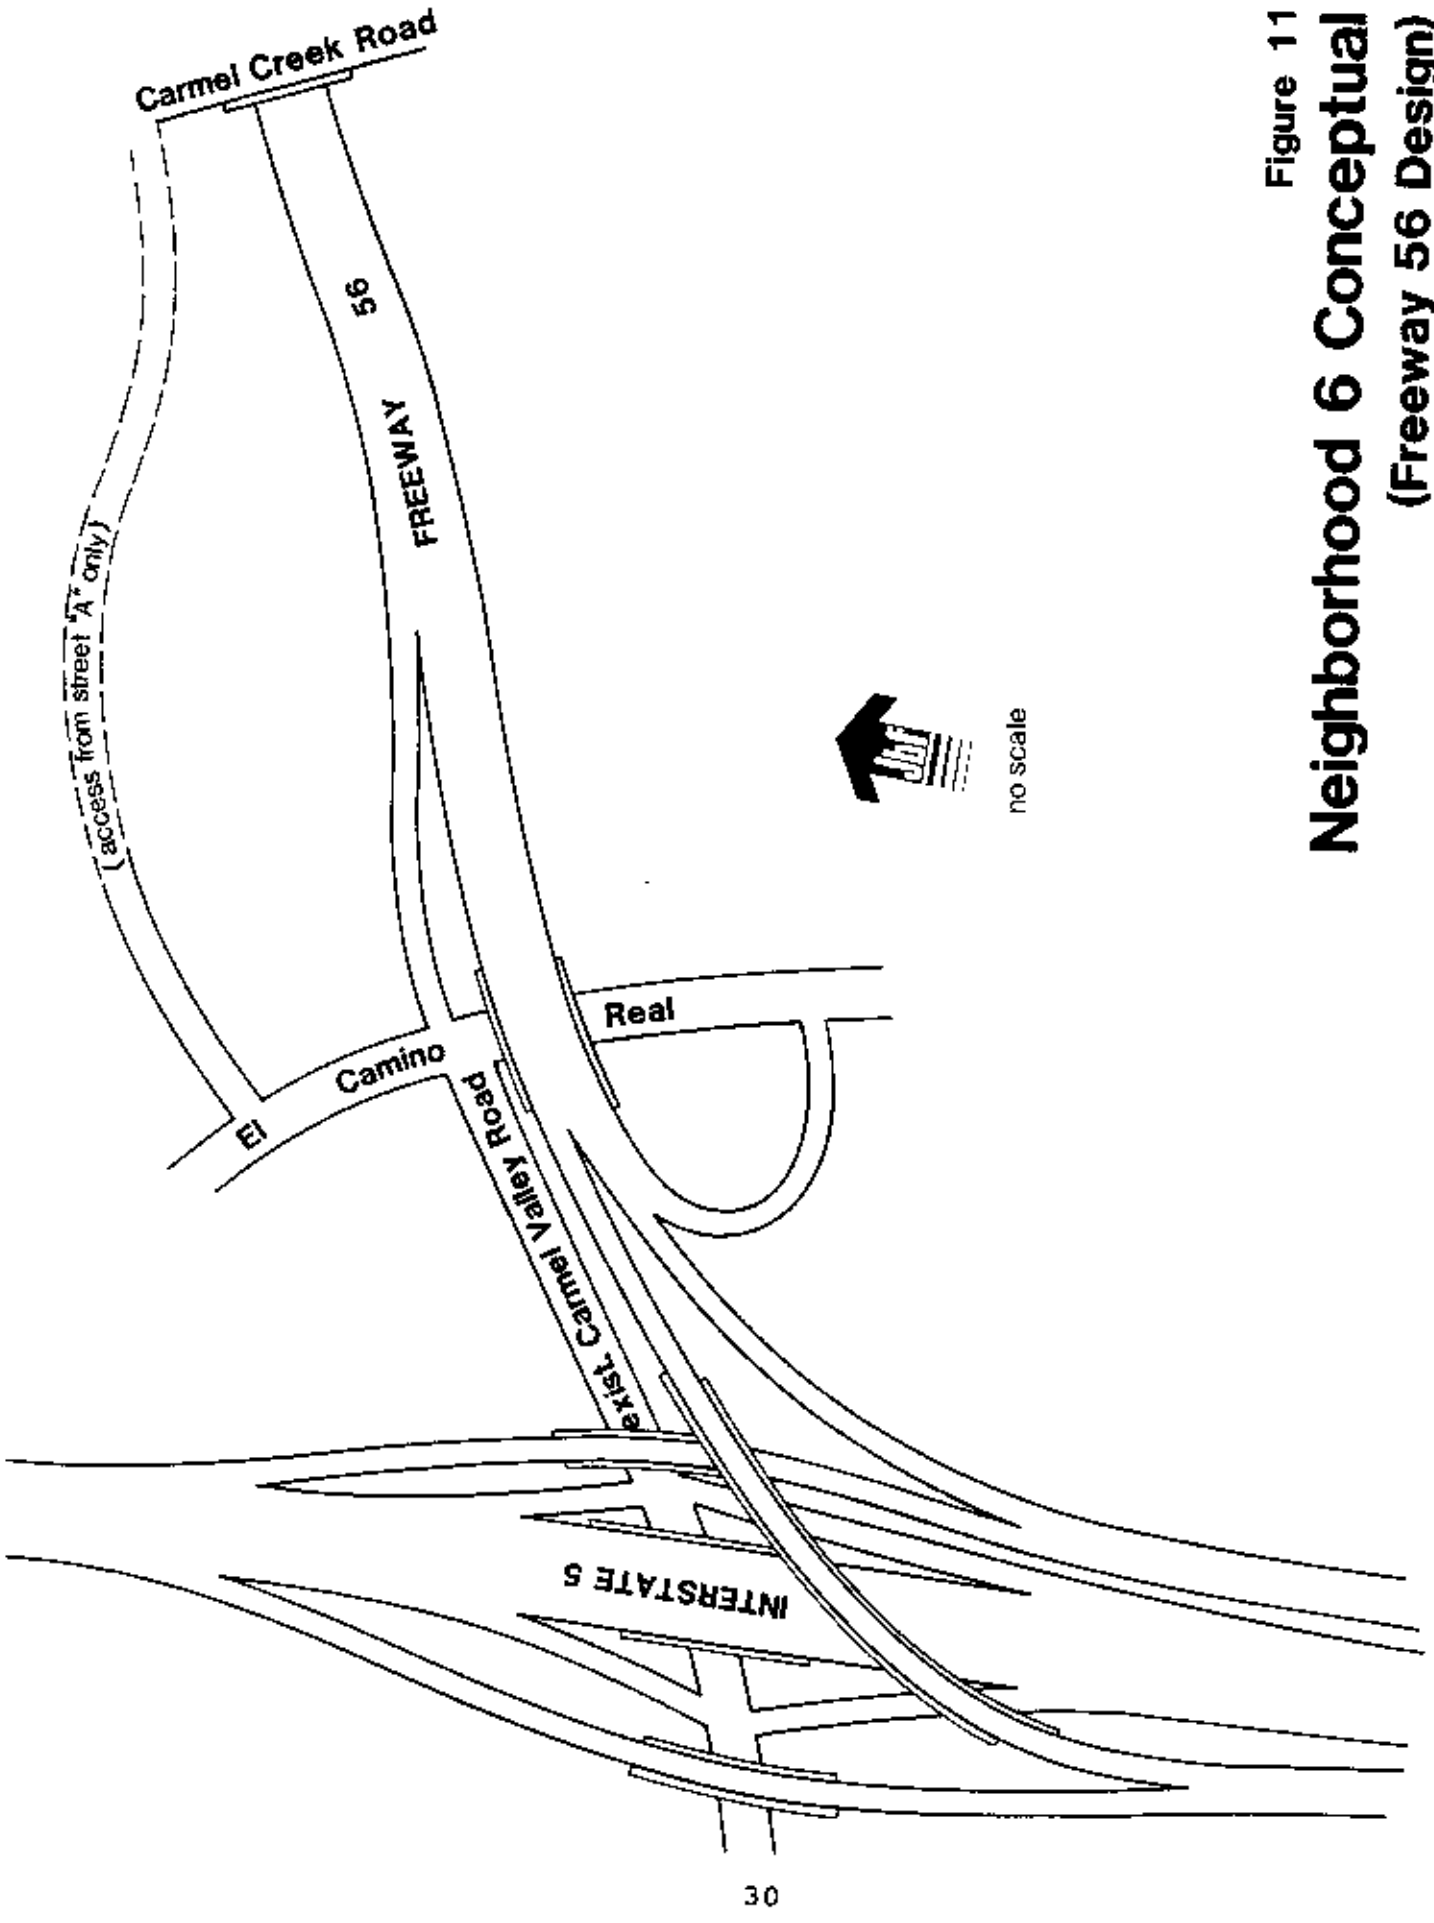 Carmel Creek Road
(access from street "A" only)
FREEWAY 56
El Camino Real
exist. Carmel Valley Road
INTERSTATE 5
no scale
Figure 11
Neighborhood 6 Conceptual
(Freeway 56 Design)
30